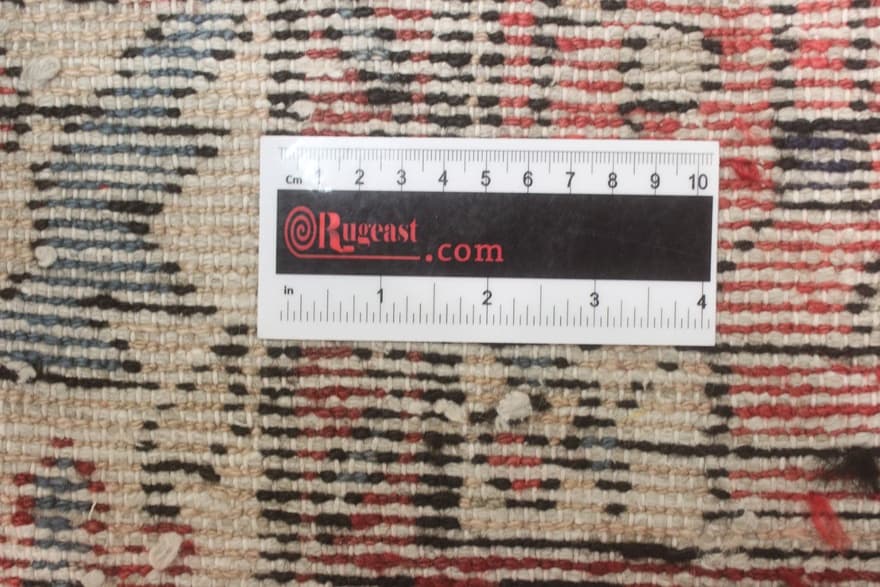 Cm 1 2 3 4 5 6 7 8 9 10
Rugeast
.com
in 1 2 3 4